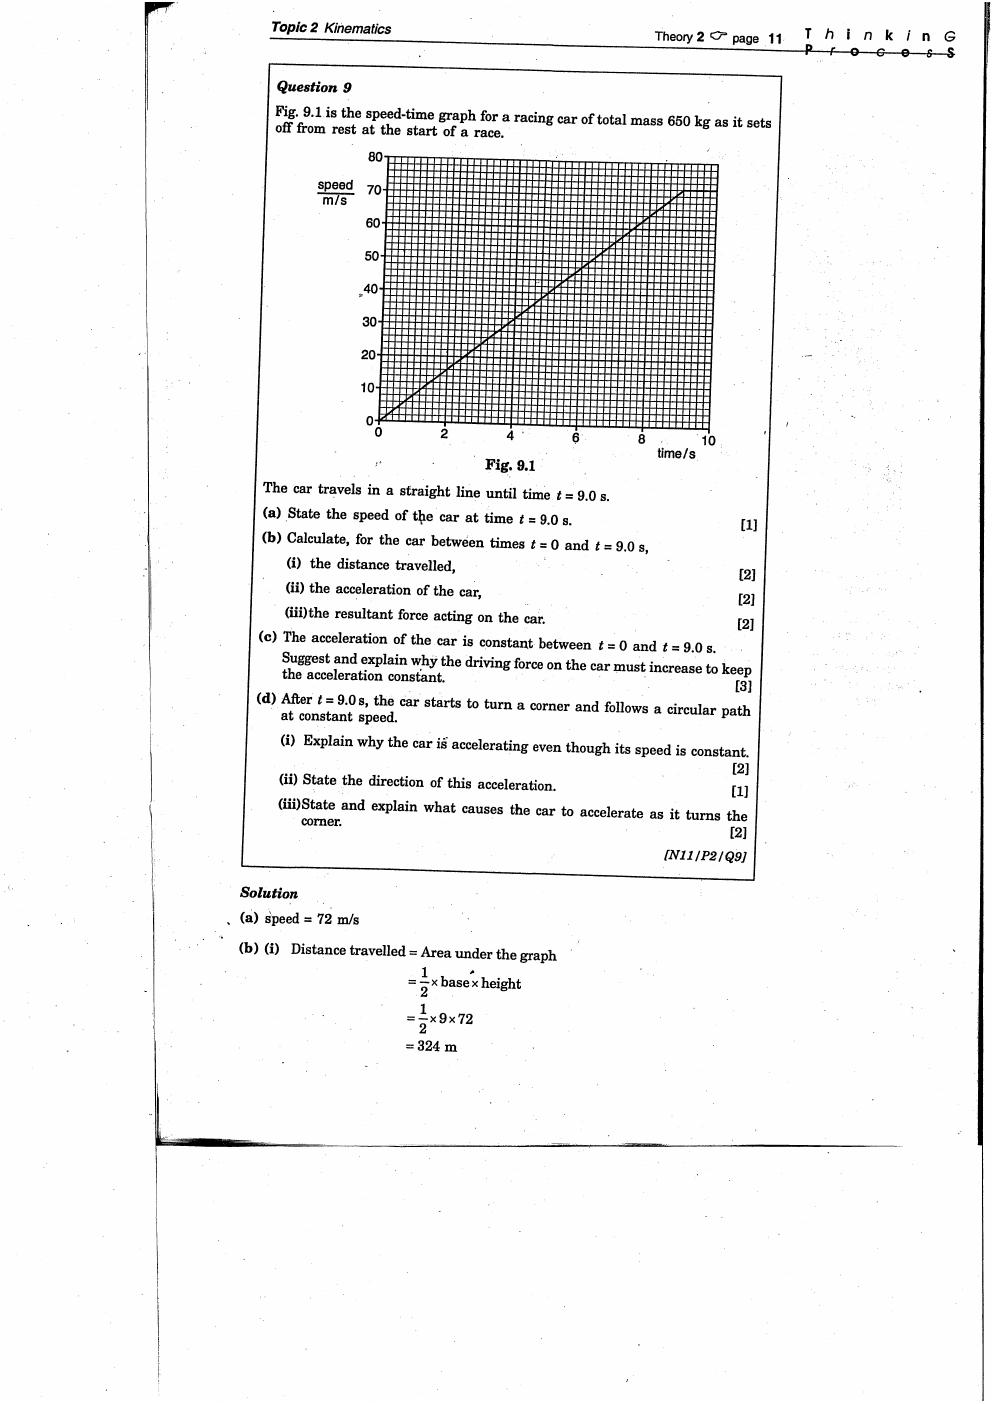 Topic 2 Kinematics
Theory 2 ☞ page 11
T h i n k i n G
P r o c e s S
Question 9
Fig. 9.1 is the speed-time graph for a racing car of total mass 650 kg as it sets
off from rest at the start of a race.
80
speed
m/s
70
60
50
40
30
20
10
0
0 2 4 6 8 10
time/s
Fig. 9.1
The car travels in a straight line until time t = 9.0 s.
(a) State the speed of the car at time t = 9.0 s. [1]
(b) Calculate, for the car between times t = 0 and t = 9.0 s,
(i) the distance travelled, [2]
(ii) the acceleration of the car, [2]
(iii)the resultant force acting on the car. [2]
(c) The acceleration of the car is constant between t = 0 and t = 9.0 s.
Suggest and explain why the driving force on the car must increase to keep
the acceleration constant. [3]
(d) After t = 9.0 s, the car starts to turn a corner and follows a circular path
at constant speed.
(i) Explain why the car is accelerating even though its speed is constant.
[2]
(ii) State the direction of this acceleration. [1]
(iii)State and explain what causes the car to accelerate as it turns the
corner. [2]
[N11/P2/Q9]
Solution
(a) speed = 72 m/s
(b) (i) Distance travelled = Area under the graph
= 1/2 × base × height
= 1/2 × 9 × 72
= 324 m